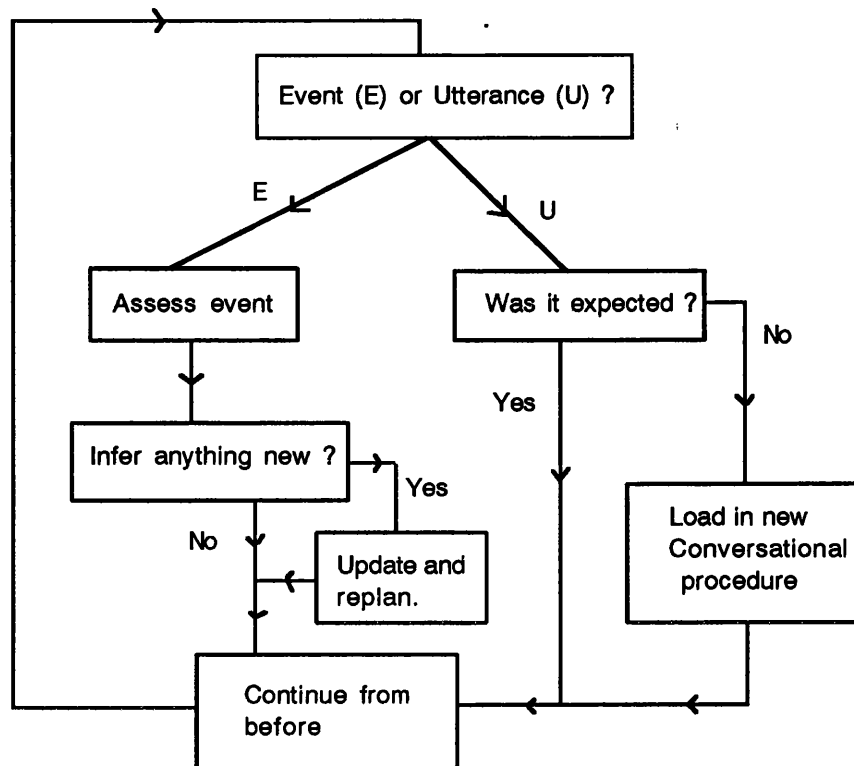 Event (E) or Utterance (U) ?
E
U
Assess event
Was it expected ?
No
Yes
Infer anything new ?
Yes
No
Update and
replan.
Load in new
Conversational
procedure
Continue from
before